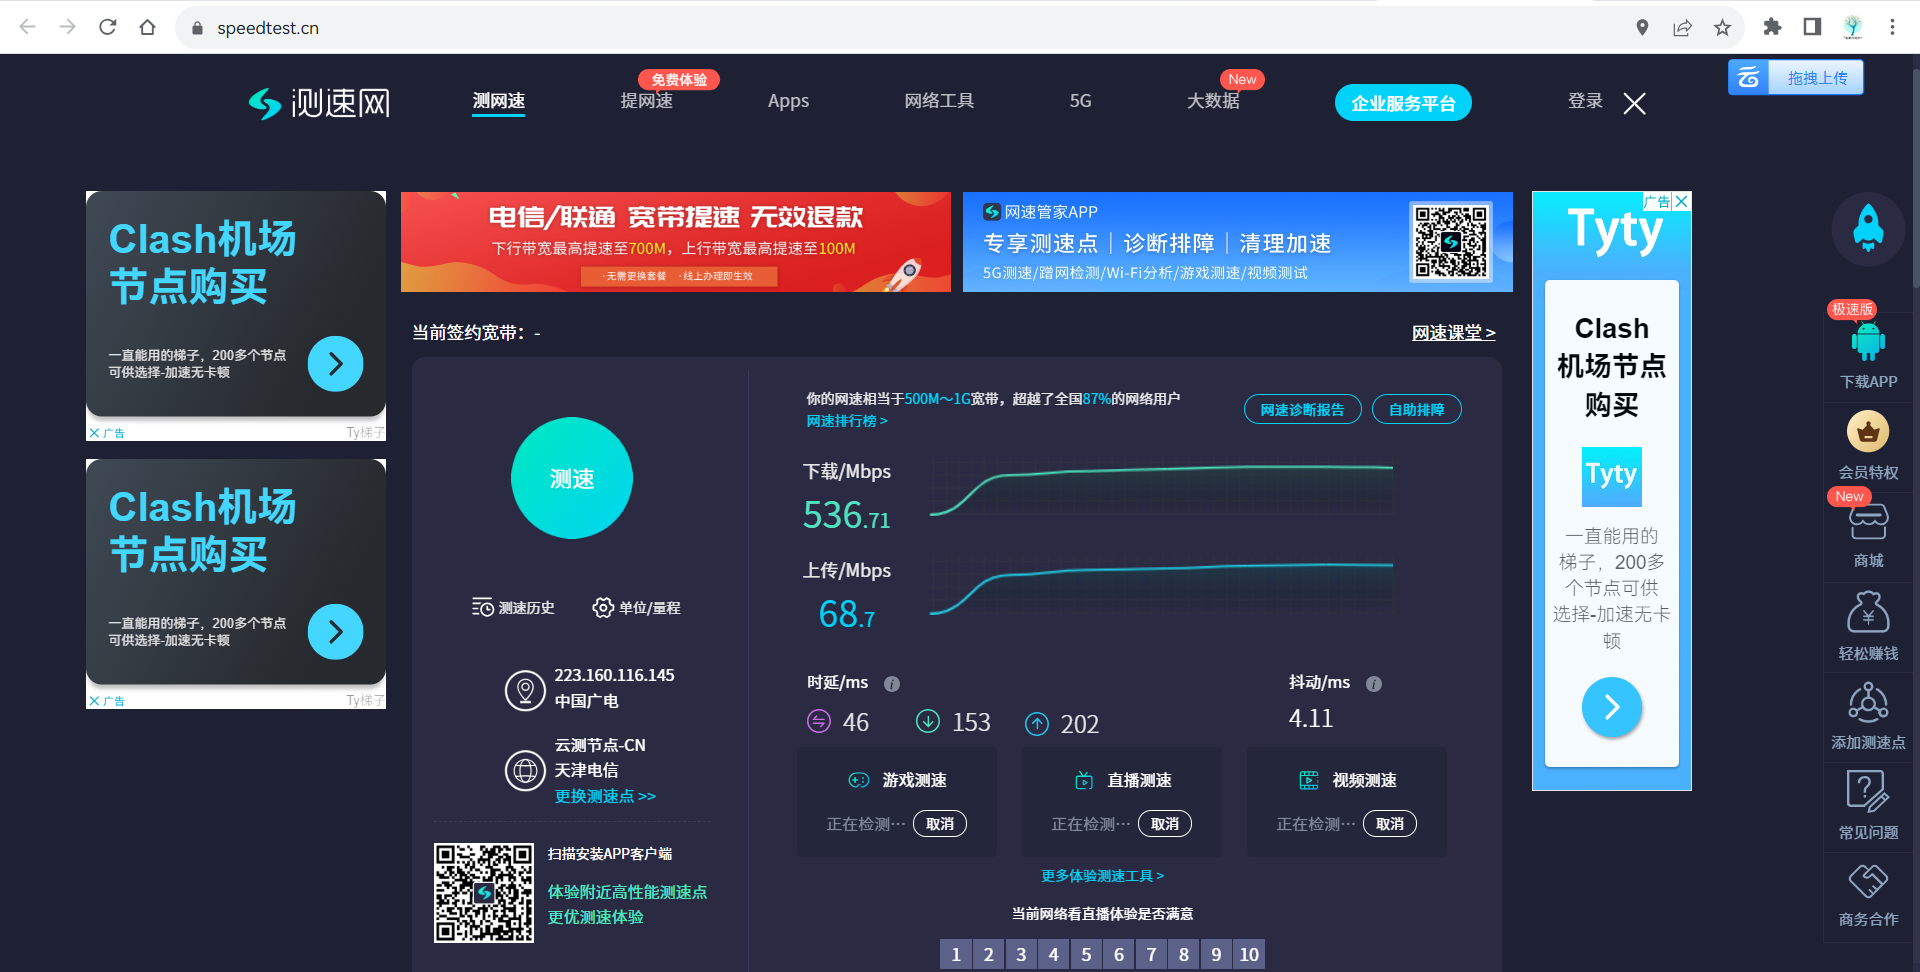 speedtest.cn
拖拽上传
测速网
测网速
免费体验
提网速
Apps
网络工具
5G
New
大数据
企业服务平台
登录
Clash机场
节点购买
一直能用的梯子，200多个节点
可供选择-加速无卡顿
广告
Ty梯子
Clash机场
节点购买
一直能用的梯子，200多个节点
可供选择-加速无卡顿
广告
Ty梯子
电信/联通 宽带提速 无效退款
下行带宽最高提速至700M，上行带宽最高提速至100M
·无需更换套餐 ·线上办理即生效
网速管家APP
专享测速点｜诊断排障｜清理加速
5G测速/蹭网检测/Wi-Fi分析/游戏测速/视频测试
当前签约宽带：-
网速课堂 >
测速
测速历史
单位/量程
223.160.116.145
中国广电
云测节点-CN
天津电信
更换测速点 >>
扫描安装APP客户端
体验附近高性能测速点
更优测速体验
你的网速相当于500M～1G宽带，超越了全国87%的网络用户
网速排行榜 >
网速诊断报告
自助排障
下载/Mbps
536.71
上传/Mbps
68.7
时延/ms
46
153
202
抖动/ms
4.11
游戏测速
正在检测···
取消
直播测速
正在检测···
取消
视频测速
正在检测···
取消
更多体验测速工具 >
当前网络看直播体验是否满意
1 2 3 4 5 6 7 8 9 10
广告
Tyty
Clash
机场节点
购买
Tyty
一直能用的
梯子，200多
个节点可供
选择-加速无卡
顿
极速版
下载APP
会员特权
New
商城
轻松赚钱
添加测速点
常见问题
商务合作